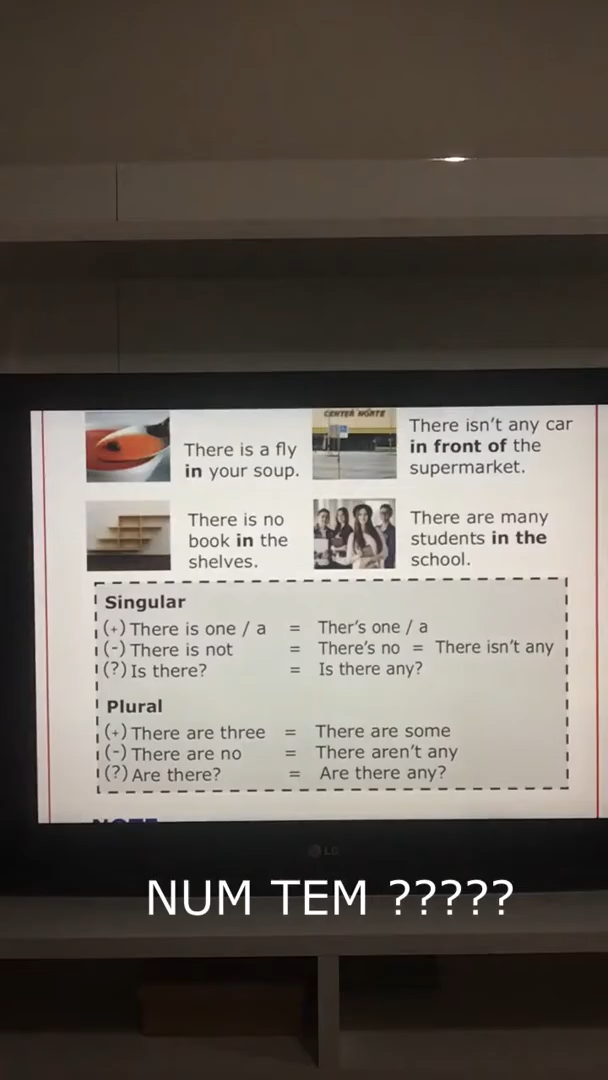 CENTER NORTE
There is a fly
in your soup.
There isn't any car
in front of the
supermarket.
There is no
book in the
shelves.
There are many
students in the
school.
Singular
(+) There is one / a = Ther's one / a
(-) There is not = There's no = There isn't any
(?) Is there? = Is there any?
Plural
(+) There are three = There are some
(-) There are no = There aren't any
(?) Are there? = Are there any?
NOTE
LG
NUM TEM ?????